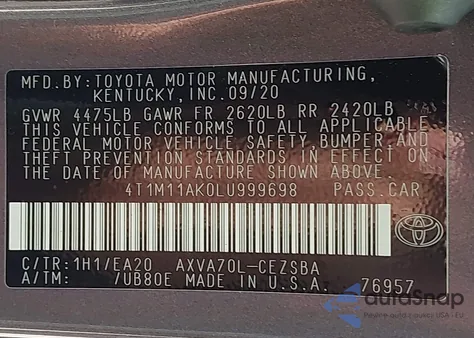 MFD.BY:TOYOTA MOTOR MANUFACTURING,
KENTUCKY,INC.09/20
GVWR 4475LB GAWR FR 2620LB RR 2420LB
THIS VEHICLE CONFORMS TO ALL APPLICABLE
FEDERAL MOTOR VEHICLE SAFETY,BUMPER AND
THEFT PREVENTION STANDARDS IN EFFECT ON
THE DATE OF MANUFACTURE SHOWN ABOVE.
4T1M11AK0LU999698 PASS.CAR
C/TR:1H1/EA20 AXVA70L-CEZSBA
A/TM: /UB80E MADE IN U.S.A. 76957
autoSnap